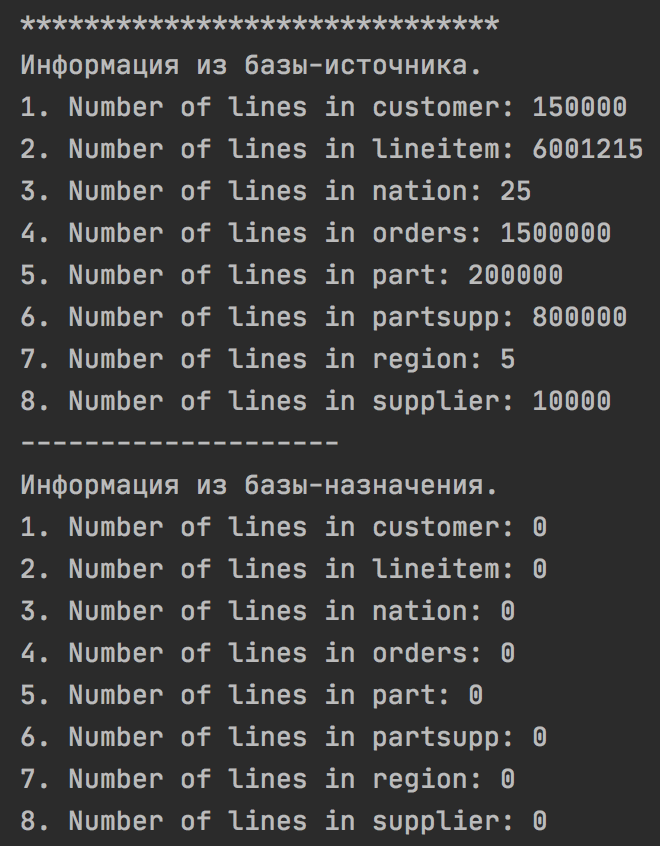 ******************************
Информация из базы-источника.
1. Number of lines in customer: 150000
2. Number of lines in lineitem: 6001215
3. Number of lines in nation: 25
4. Number of lines in orders: 1500000
5. Number of lines in part: 200000
6. Number of lines in partsupp: 800000
7. Number of lines in region: 5
8. Number of lines in supplier: 10000
--------------------
Информация из базы-назначения.
1. Number of lines in customer: 0
2. Number of lines in lineitem: 0
3. Number of lines in nation: 0
4. Number of lines in orders: 0
5. Number of lines in part: 0
6. Number of lines in partsupp: 0
7. Number of lines in region: 0
8. Number of lines in supplier: 0